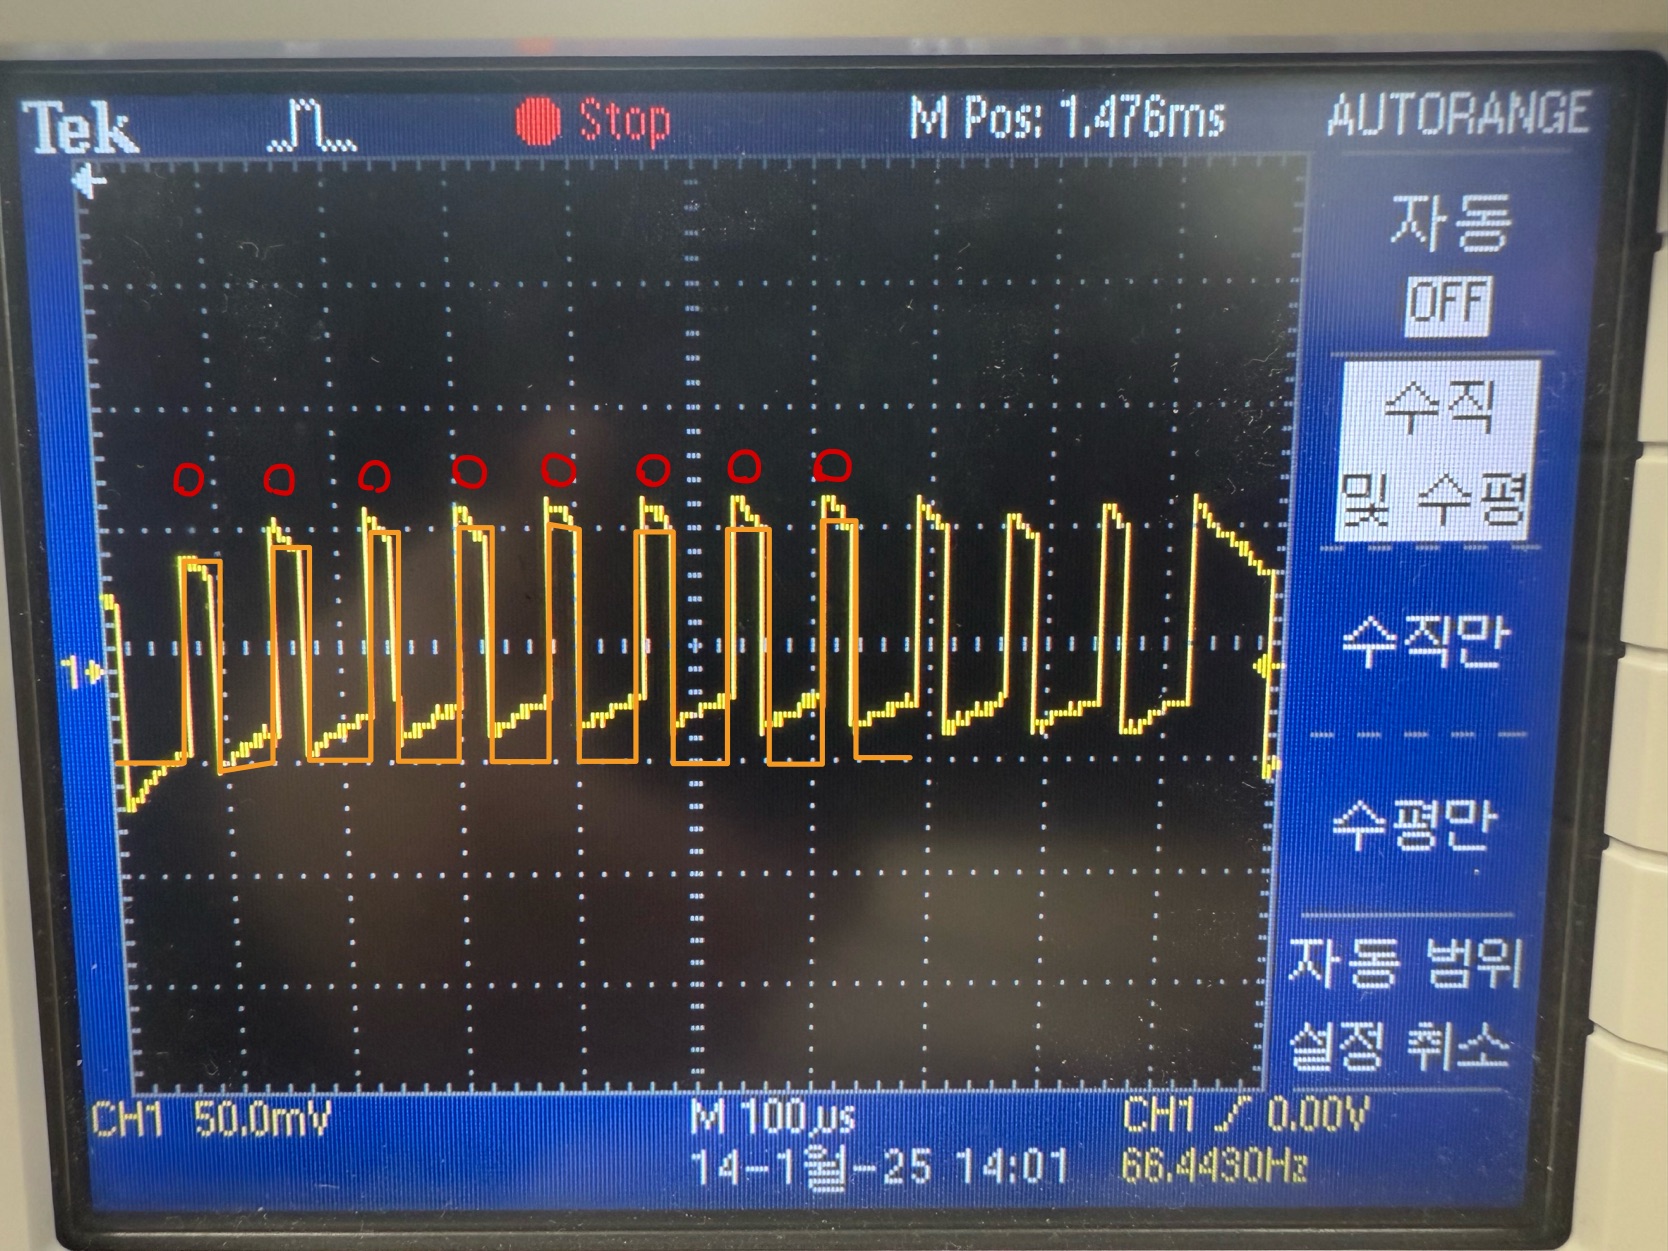 Tek Stop M Pos: 1.476ms AUTORANGE
자동
OFF
수직
및 수평
1
수직만
수평만
자동 범위
설정 취소
CH1 50.0mV M 100µs CH1 0.00V
14-1월-25 14:01 66.4430Hz